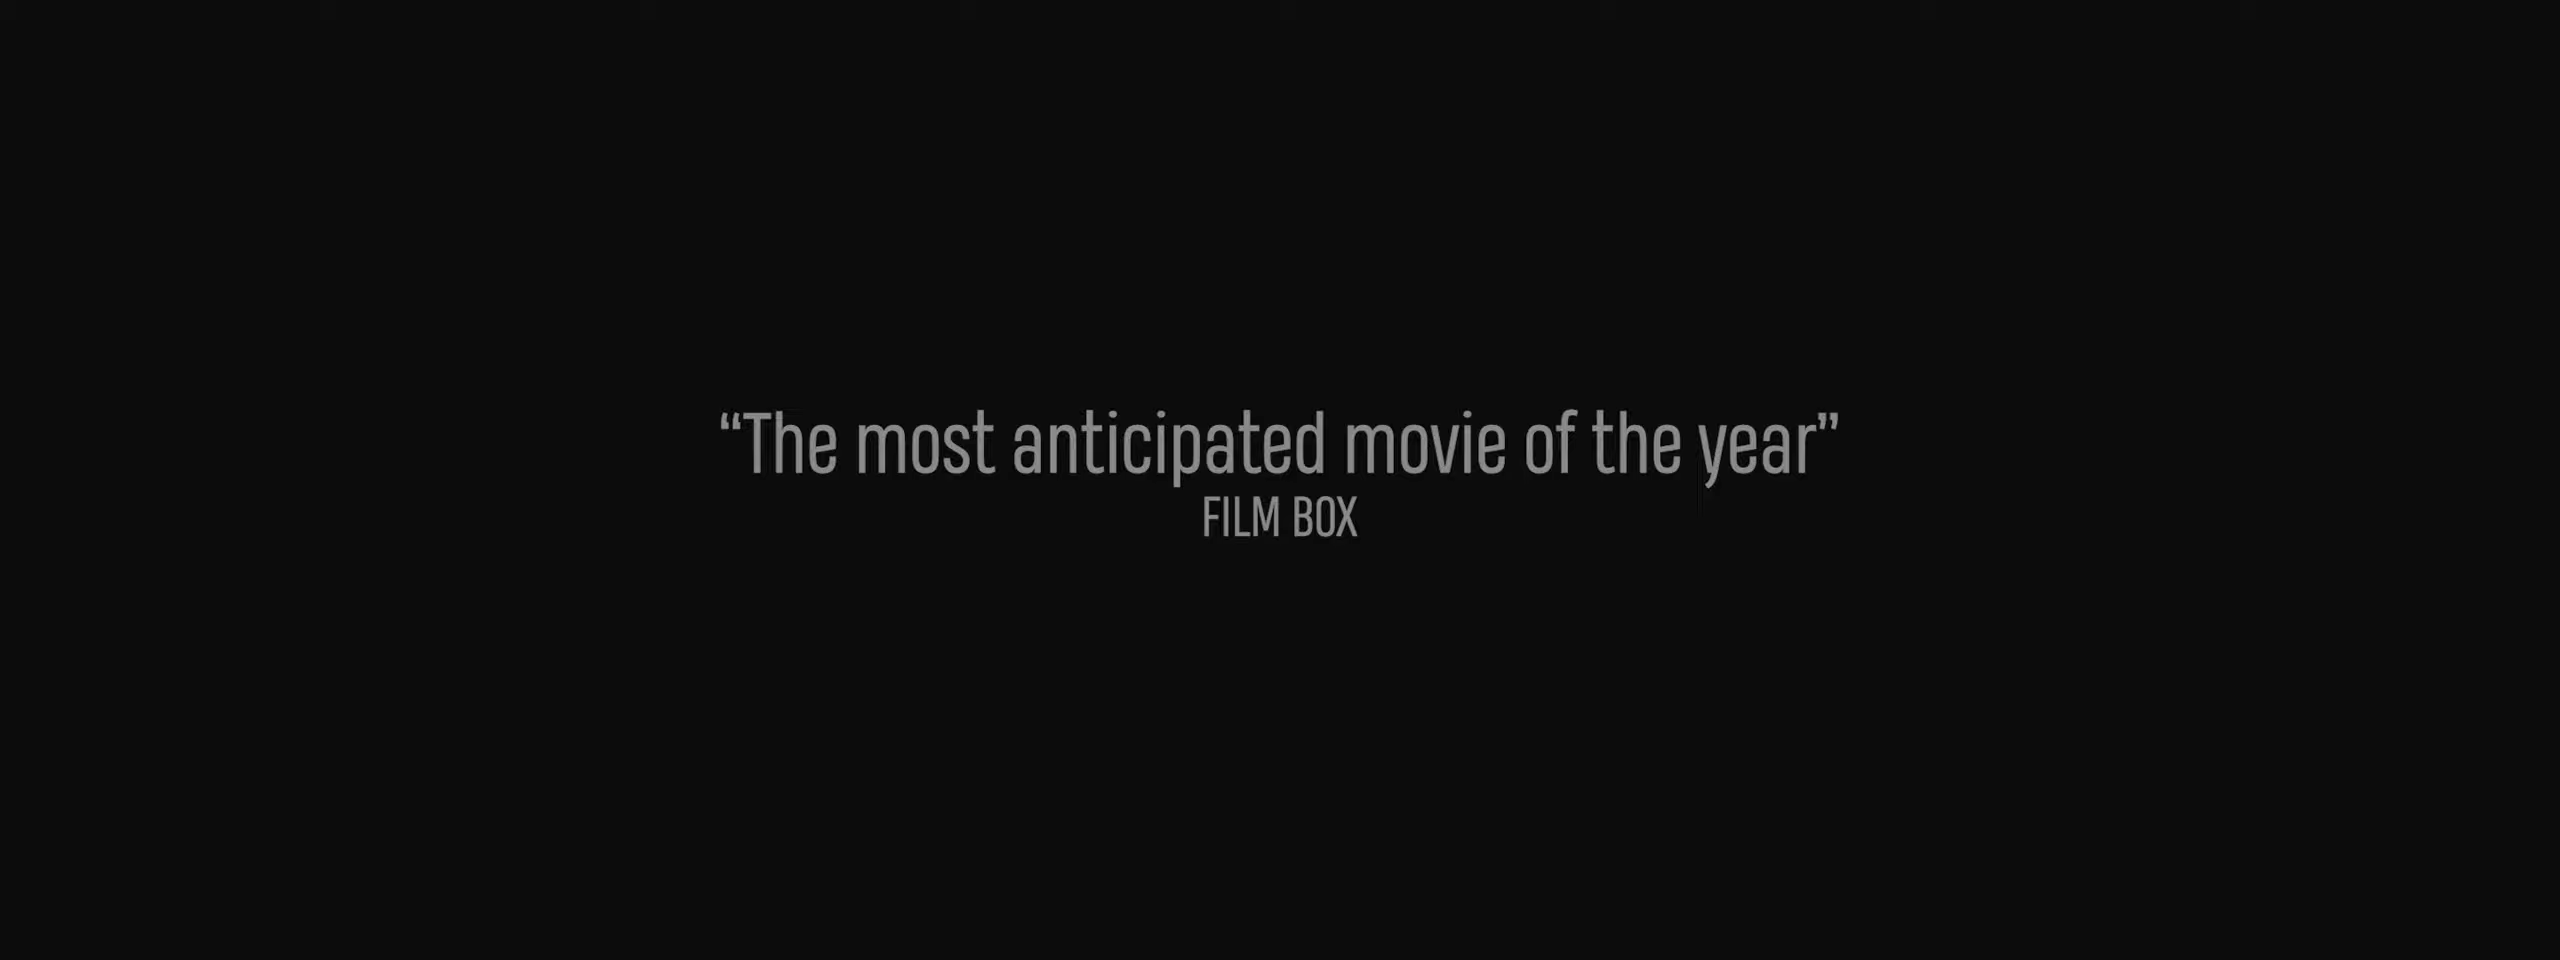 “The most anticipated movie of the year”
FILM BOX